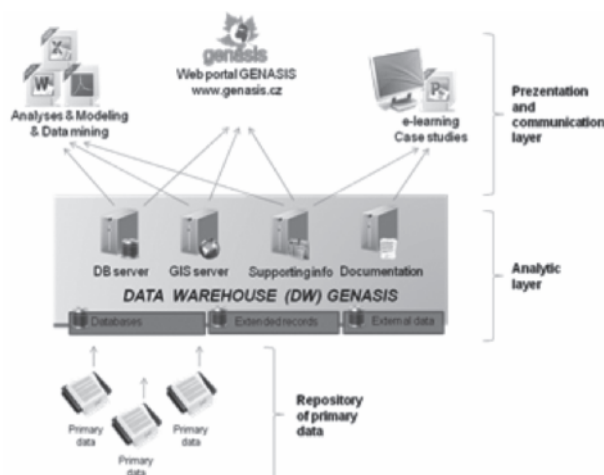 genasis
Web portal GENASIS
www.genasis.cz
Analyses & Modeling
& Data mining
e-learning
Case studies
Prezentation
and
communication
layer
DB server
GIS server
Supporting info
Documentation
DATA WAREHOUSE (DW) GENASIS
Analytic
layer
Databases
Extended records
External data
Primary
data
Primary
data
Primary
data
Repository
of primary
data